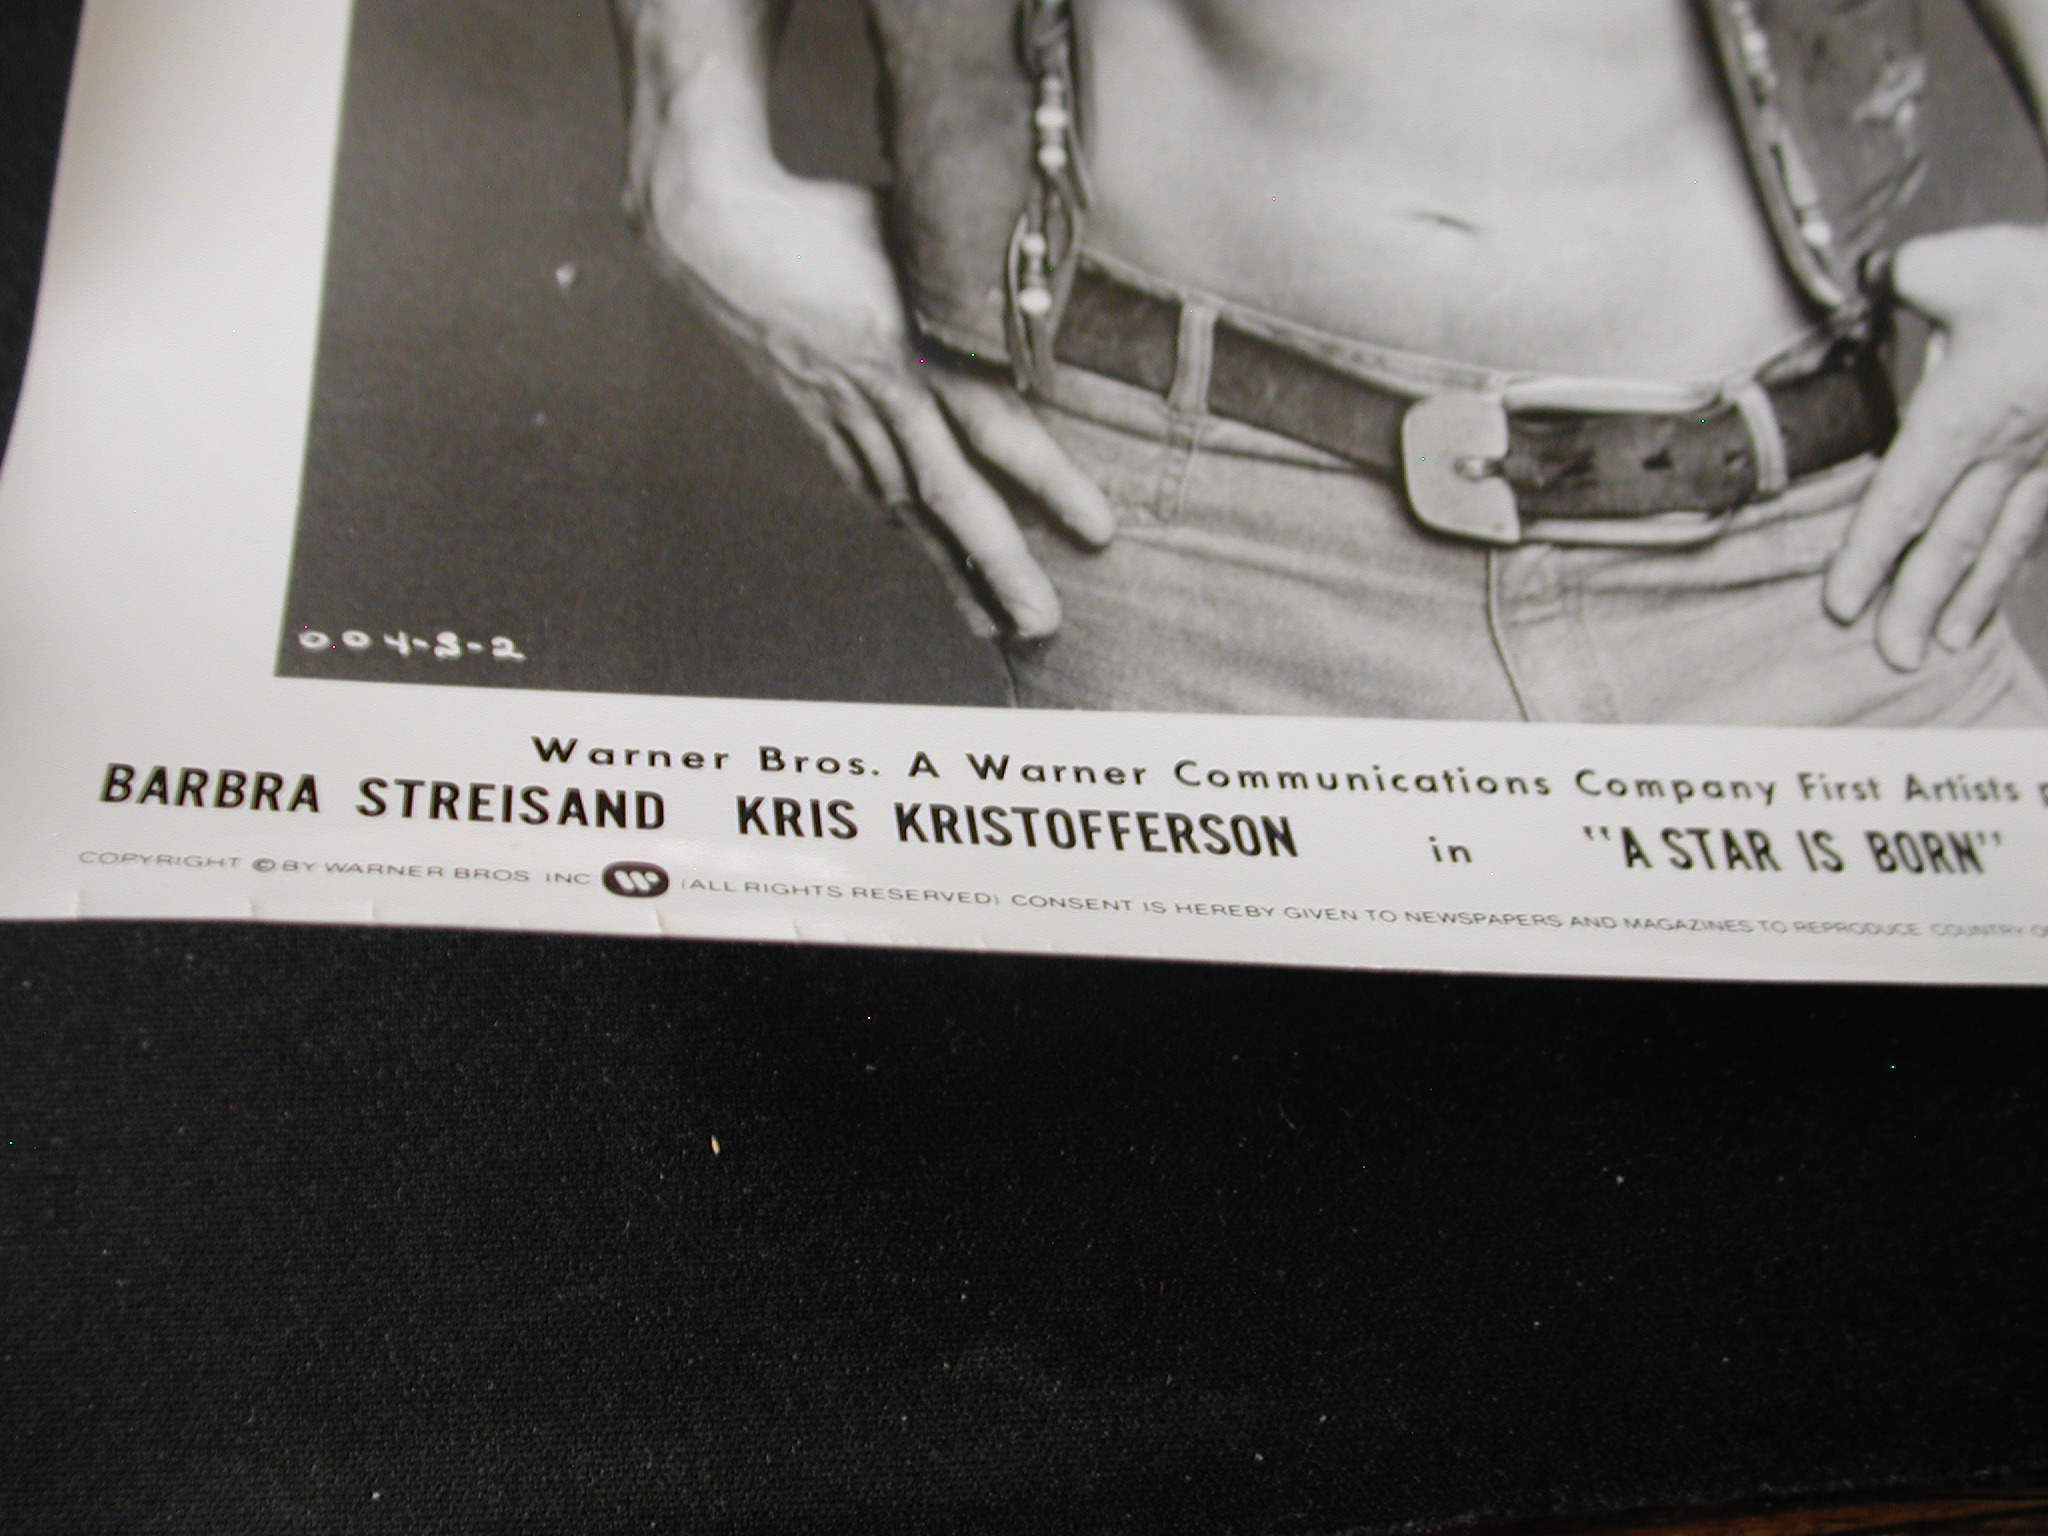 004-S-2
Warner Bros. A Warner Communications Company First Artists
BARBRA STREISAND KRIS KRISTOFFERSON in "A STAR IS BORN"
COPYRIGHT © BY WARNER BROS INC (ALL RIGHTS RESERVED) CONSENT IS HEREBY GIVEN TO NEWSPAPERS AND MAGAZINES TO REPRODUCE COUNTRY